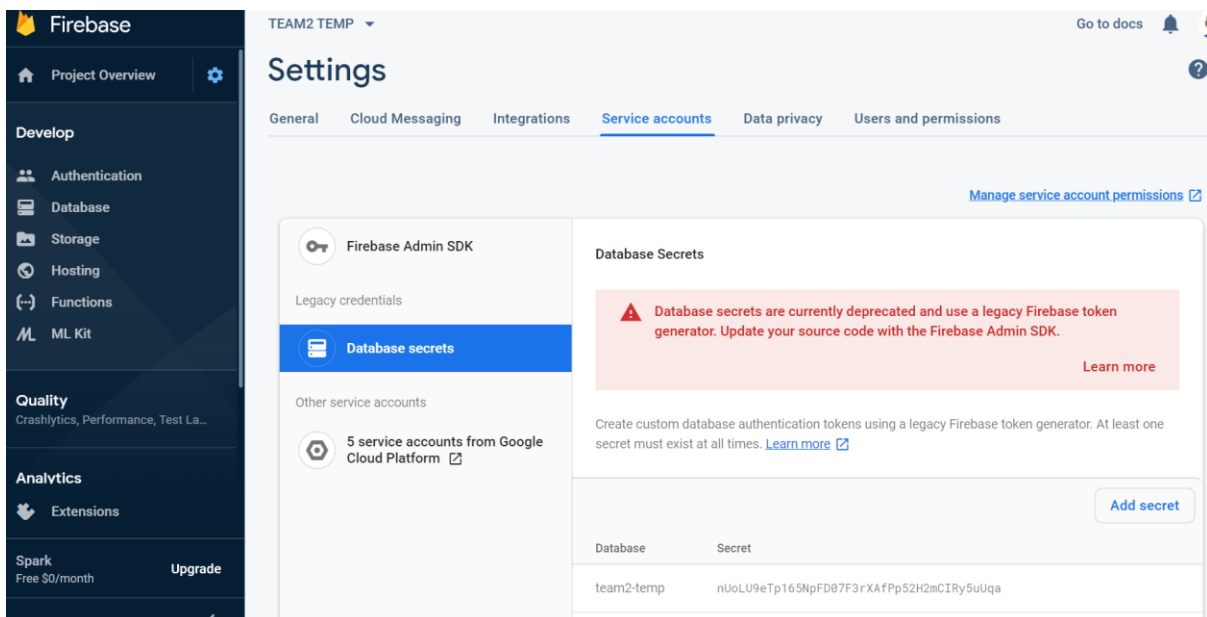 Firebase
Project Overview
Develop
Authentication
Database
Storage
Hosting
Functions
ML Kit
Quality
Crashlytics, Performance, Test La...
Analytics
Extensions
Spark
Free $0/month
Upgrade
TEAM2 TEMP
Go to docs
Settings
General Cloud Messaging Integrations Service accounts Data privacy Users and permissions
Manage service account permissions
Firebase Admin SDK
Legacy credentials
Database secrets
Other service accounts
5 service accounts from Google
Cloud Platform
Database Secrets
Database secrets are currently deprecated and use a legacy Firebase token
generator. Update your source code with the Firebase Admin SDK.
Learn more
Create custom database authentication tokens using a legacy Firebase token generator. At least one
secret must exist at all times. Learn more
Add secret
Database Secret
team2-temp nUoLU9eTp165NpFD07F3rXAfPp52H2mCIRy5uUqa